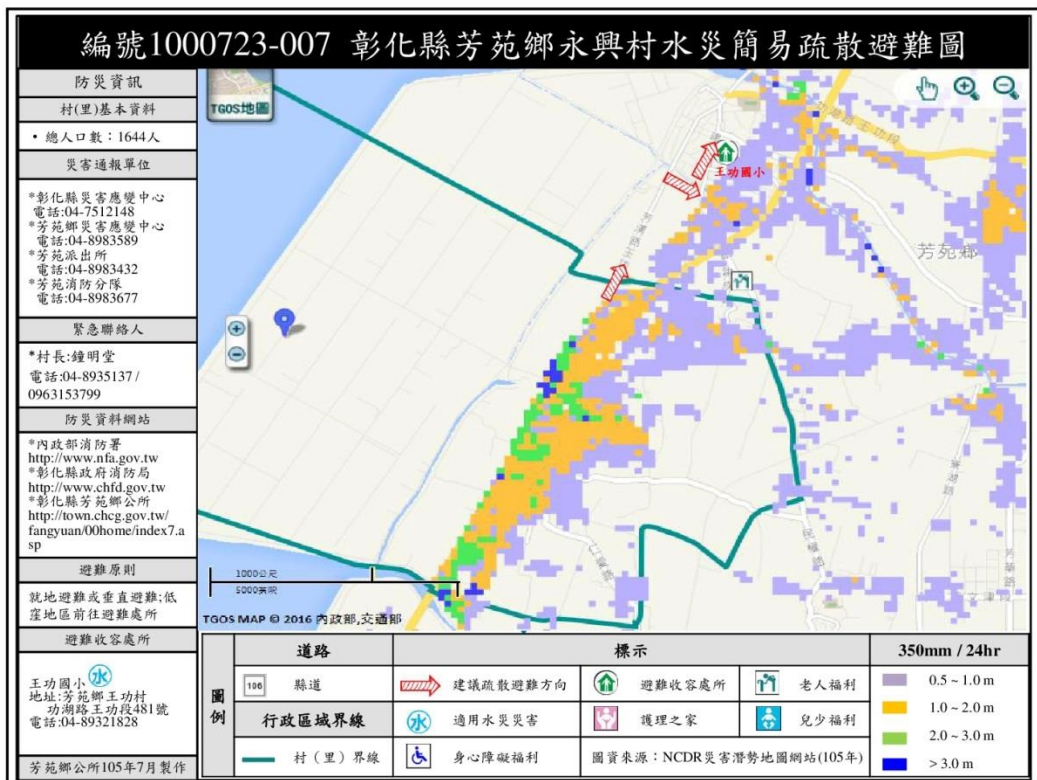 編號1000723-007 彰化縣芳苑鄉永興村水災簡易疏散避難圖
防災資訊
村(里)基本資料
• 總人口數：1644人
災害通報單位
*彰化縣災害應變中心
電話:04-7512148
*芳苑鄉災害應變中心
電話:04-8983589
*芳苑派出所
電話:04-8983432
*芳苑消防分隊
電話:04-8983677
緊急聯絡人
*村長:鐘明堂
電話:04-8935137 /
0963153799
防災資料網站
*內政部消防署
http://www.nfa.gov.tw
*彰化縣政府消防局
http://www.chfd.gov.tw
*彰化縣芳苑鄉公所
http://town.chcg.gov.tw/
fangyuan/00home/index7.a
sp
避難原則
就地避難或垂直避難;低
窪地區前往避難處所
避難收容處所
王功國小 水
地址:芳苑鄉王功村
功湖路王功段481號
電話:04-89321828
芳苑鄉公所105年7月製作
TGOS地圖
王功國小
芳苑鄉
1000公尺
5000英呎
TGOS MAP © 2016 內政部,交通部
圖例
道路
標示
350mm / 24hr
106 縣道
建議疏散避難方向
避難收容處所
老人福利
行政區域界線
水 適用水災災害
護理之家
兒少福利
村（里）界線
身心障礙福利
圖資來源：NCDR災害潛勢地圖網站(105年)
0.5 ~ 1.0 m
1.0 ~ 2.0 m
2.0 ~ 3.0 m
> 3.0 m